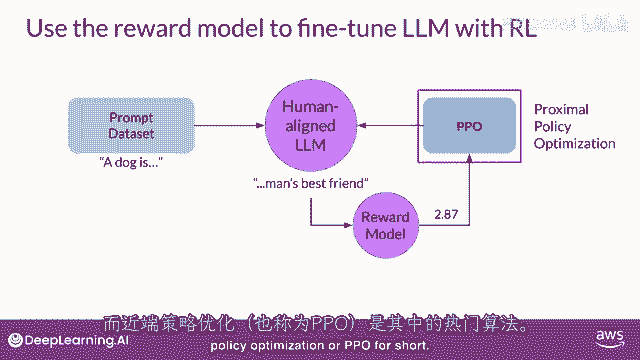 Use the reward model to fine-tune LLM with RL
Prompt
Dataset
"A dog is..."
Human-
aligned
LLM
"...man's best friend"
PPO
Proximal
Policy
Optimization
Reward
Model
2.87
而近端策略优化（也称为PPO）是其中的热门算法。
policy optimization or PPO for short.
DeepLearning.AI
aws